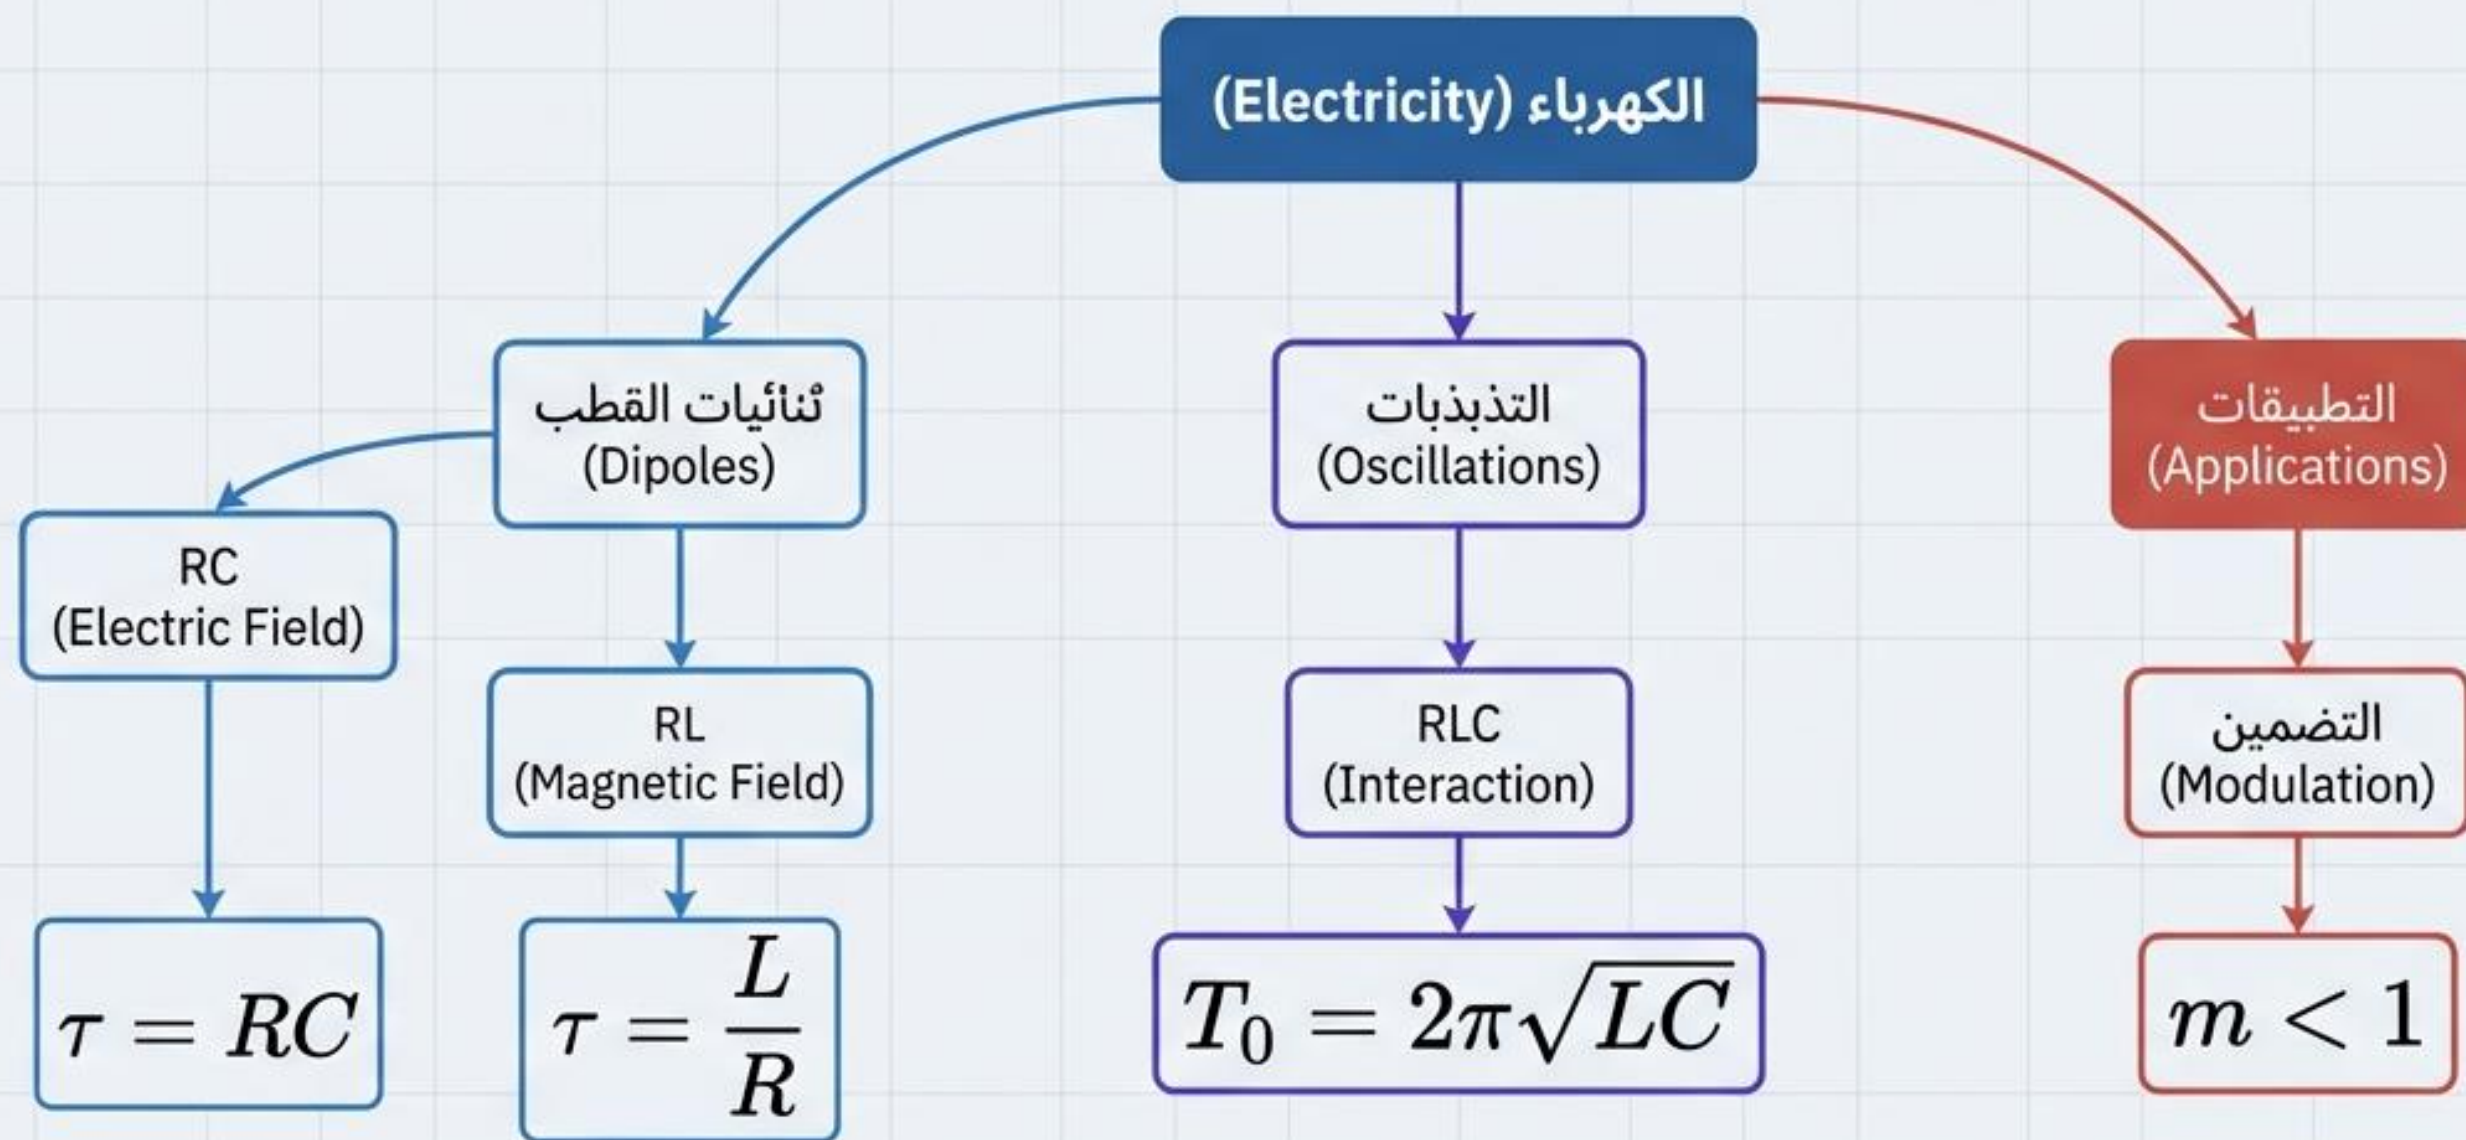 الكهرباء (Electricity)
ثنائيات القطب
(Dipoles)
التذبذبات
(Oscillations)
التطبيقات
(Applications)
RC
(Electric Field)
RL
(Magnetic Field)
RLC
(Interaction)
التضمين
(Modulation)
τ = RC
τ = L/R
T₀ = 2π√LC
m < 1